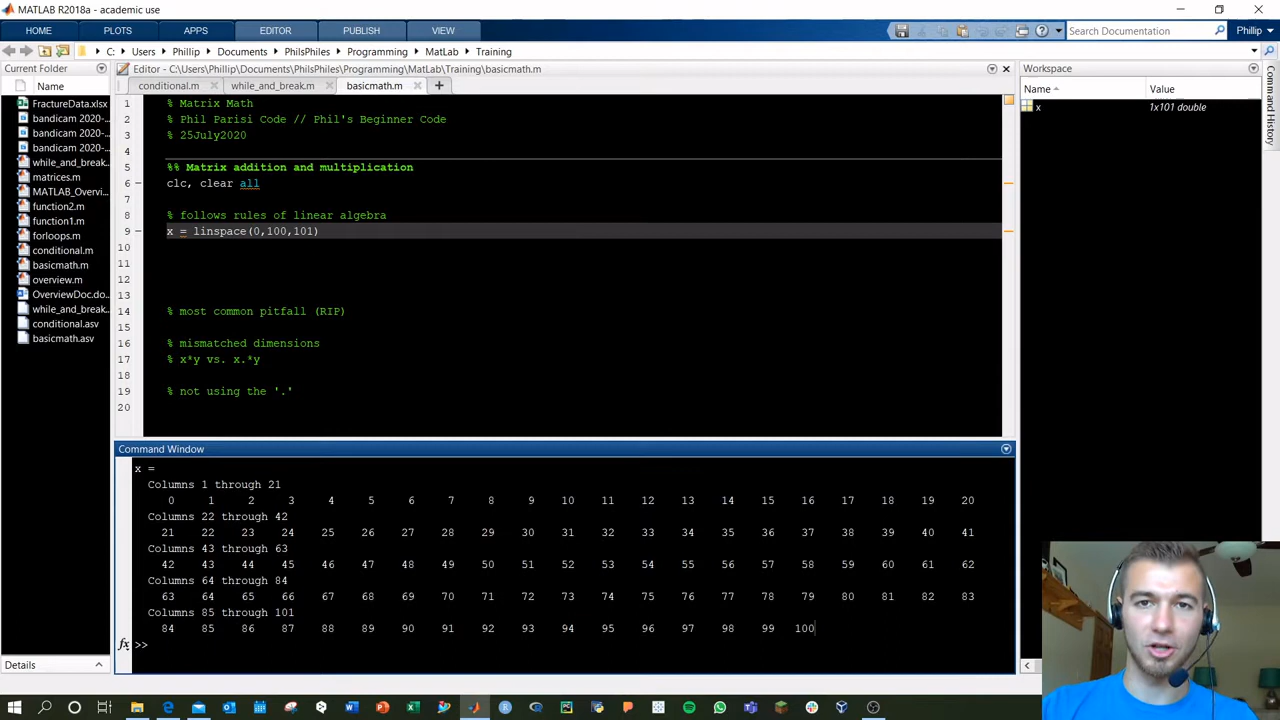 MATLAB R2018a - academic use
HOME PLOTS APPS EDITOR PUBLISH VIEW Search Documentation Phillip
C: Users Phillip Documents PhilsPhiles Programming MatLab Training
Current Folder
Name
FractureData.xlsx
bandicam 2020-
bandicam 2020-
bandicam 2020-
while_and_break...
matrices.m
MATLAB_Overvi...
function2.m
function1.m
forloops.m
conditional.m
basicmath.m
overview.m
OverviewDoc.do...
while_and_break...
conditional.asv
basicmath.asv
Details
Editor - C:\Users\Phillip\Documents\PhilsPhiles\Programming\MatLab\Training\basicmath.m
conditional.m while_and_break.m basicmath.m
1 % Matrix Math
2 % Phil Parisi Code // Phil's Beginner Code
3 % 25July2020
4
5 %% Matrix addition and multiplication
6 clc, clear all
7
8 % follows rules of linear algebra
9 x = linspace(0,100,101)
10
11
12
13
14 % most common pitfall (RIP)
15
16 % mismatched dimensions
17 % x*y vs. x.*y
18
19 % not using the '.'
20
Command Window
x =
Columns 1 through 21
0 1 2 3 4 5 6 7 8 9 10 11 12 13 14 15 16 17 18 19 20
Columns 22 through 42
21 22 23 24 25 26 27 28 29 30 31 32 33 34 35 36 37 38 39 40 41
Columns 43 through 63
42 43 44 45 46 47 48 49 50 51 52 53 54 55 56 57 58 59 60 61 62
Columns 64 through 84
63 64 65 66 67 68 69 70 71 72 73 74 75 76 77 78 79 80 81 82 83
Columns 85 through 101
84 85 86 87 88 89 90 91 92 93 94 95 96 97 98 99 100
fx >>
Workspace
Name Value
x 1x101 double
Command History